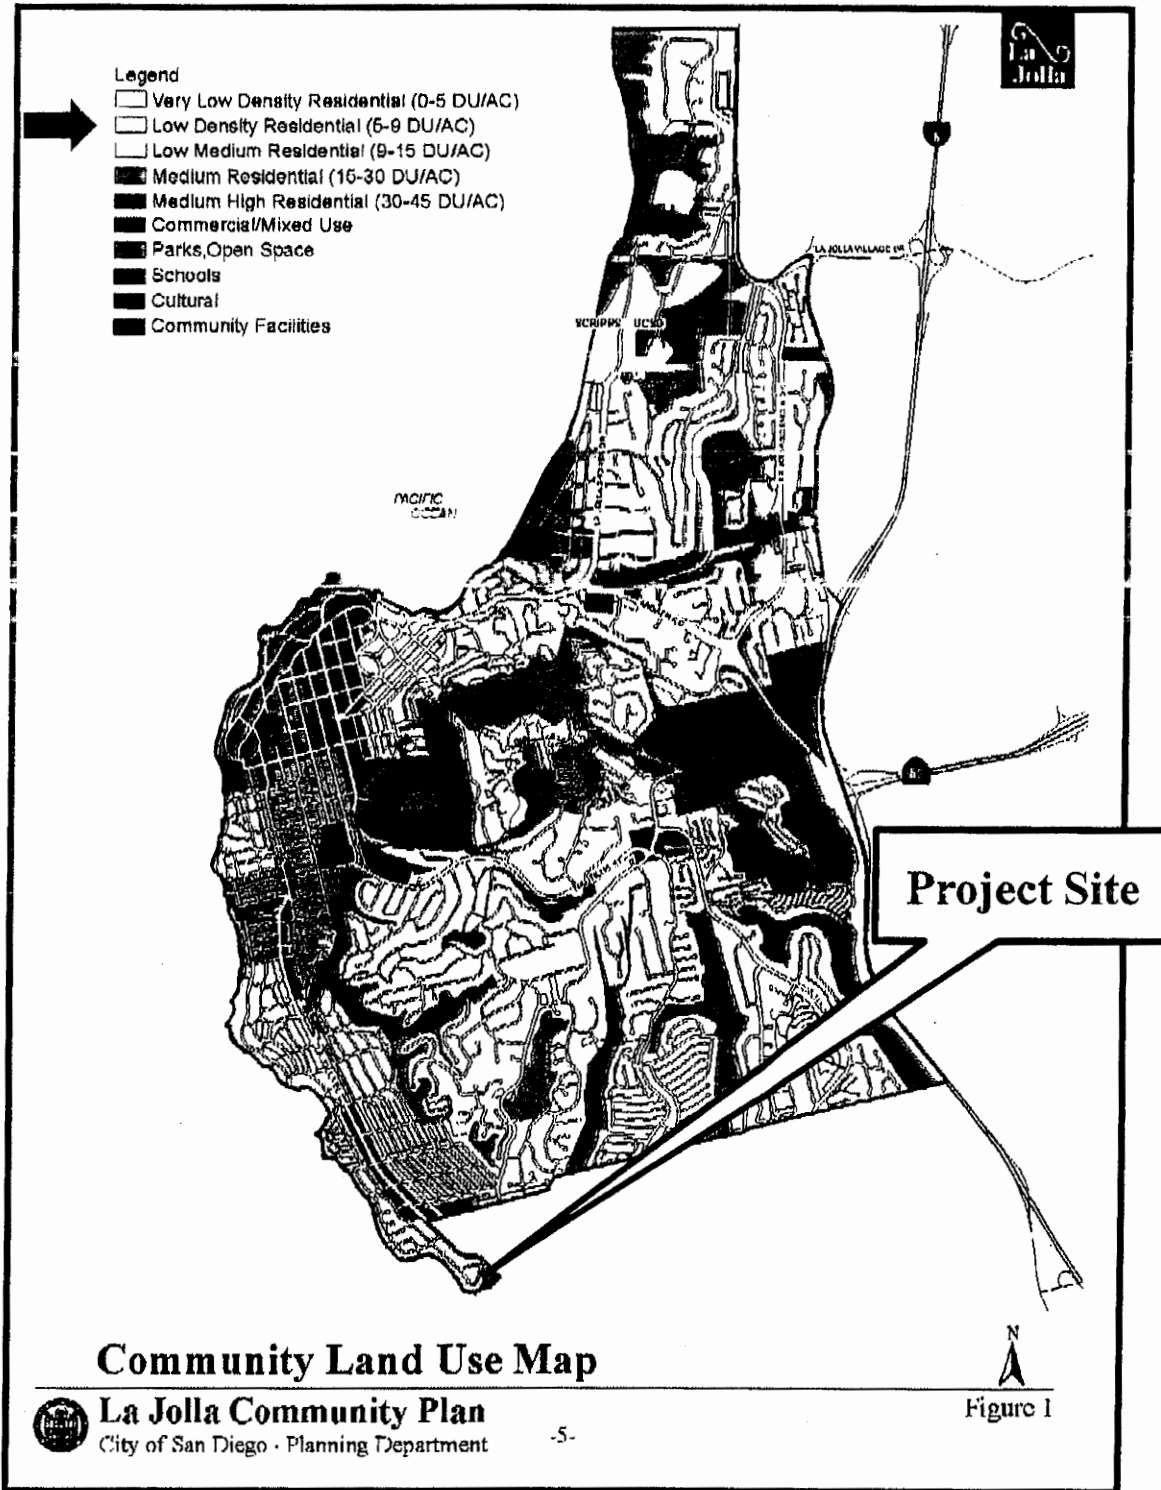 La
Jolla
Legend
Very Low Density Residential (0-5 DU/AC)
Low Density Residential (5-9 DU/AC)
Low Medium Residential (9-15 DU/AC)
Medium Residential (15-30 DU/AC)
Medium High Residential (30-45 DU/AC)
Commercial/Mixed Use
Parks,Open Space
Schools
Cultural
Community Facilities
LA JOLLA VILLAGE DR
SCRIPPS UCSD
PACIFIC
OCEAN
Project Site
Community Land Use Map
N
La Jolla Community Plan
Figure 1
City of San Diego · Planning Department
-5-